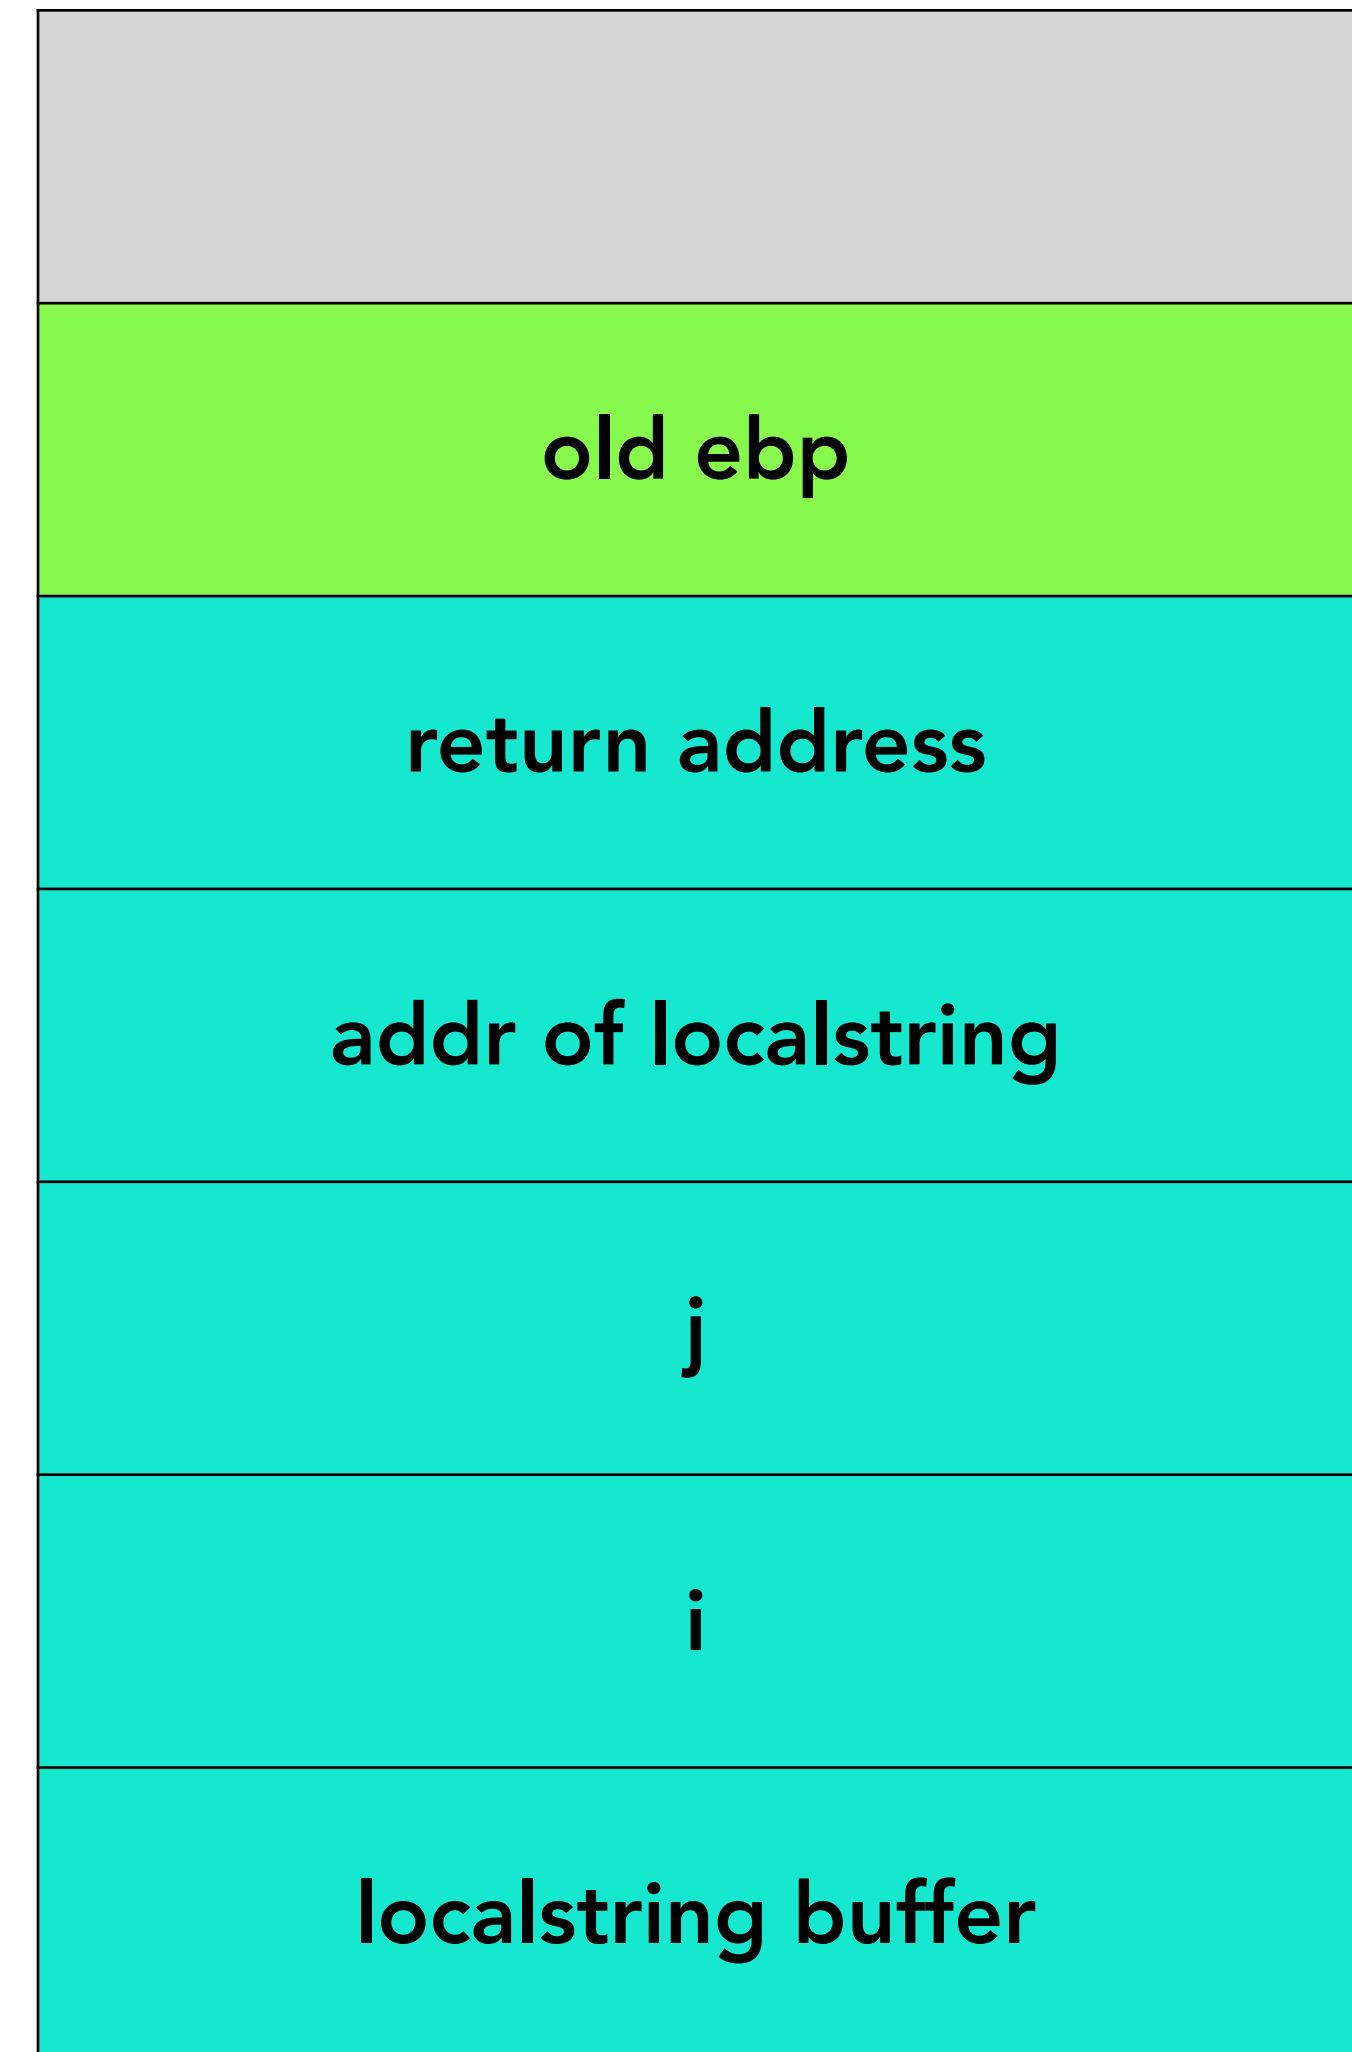 old ebp
return address
addr of localstring
j
i
localstring buffer